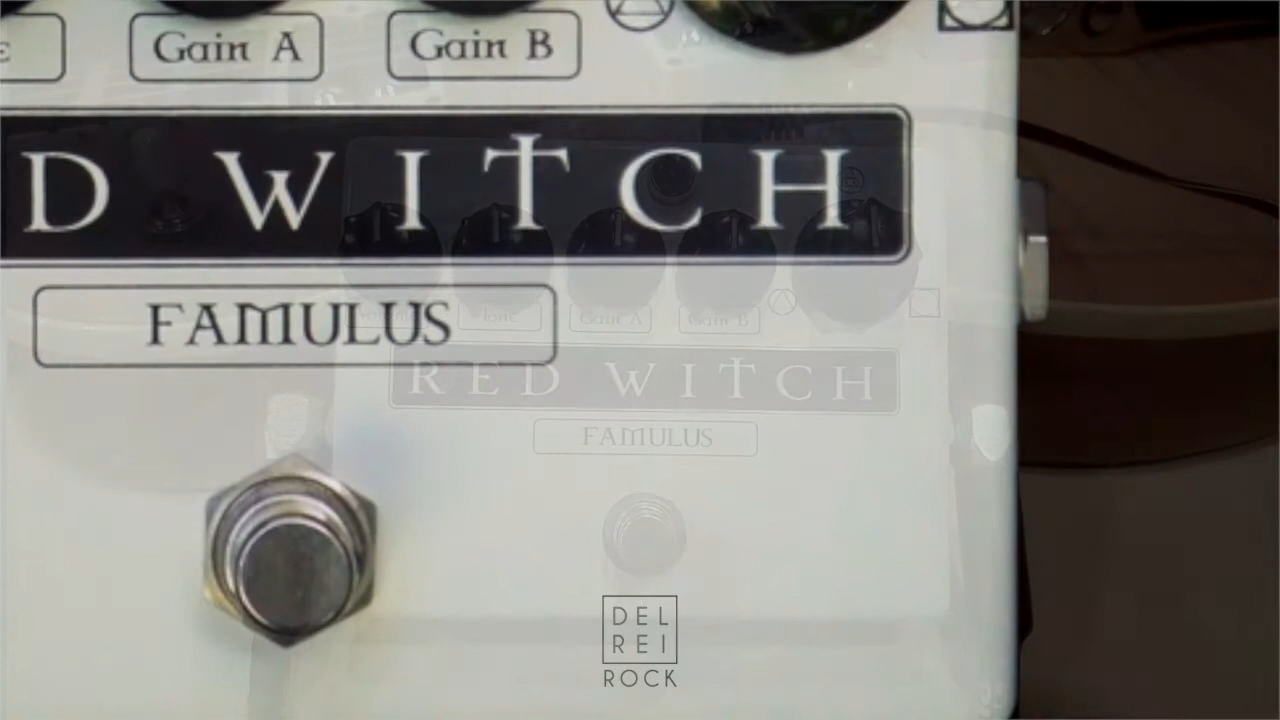 Gain A
Gain B
D WITCH
FAMULUS
Tone
Gain A
Gain B
RED WITCH
FAMULUS
DEL
REI
ROCK